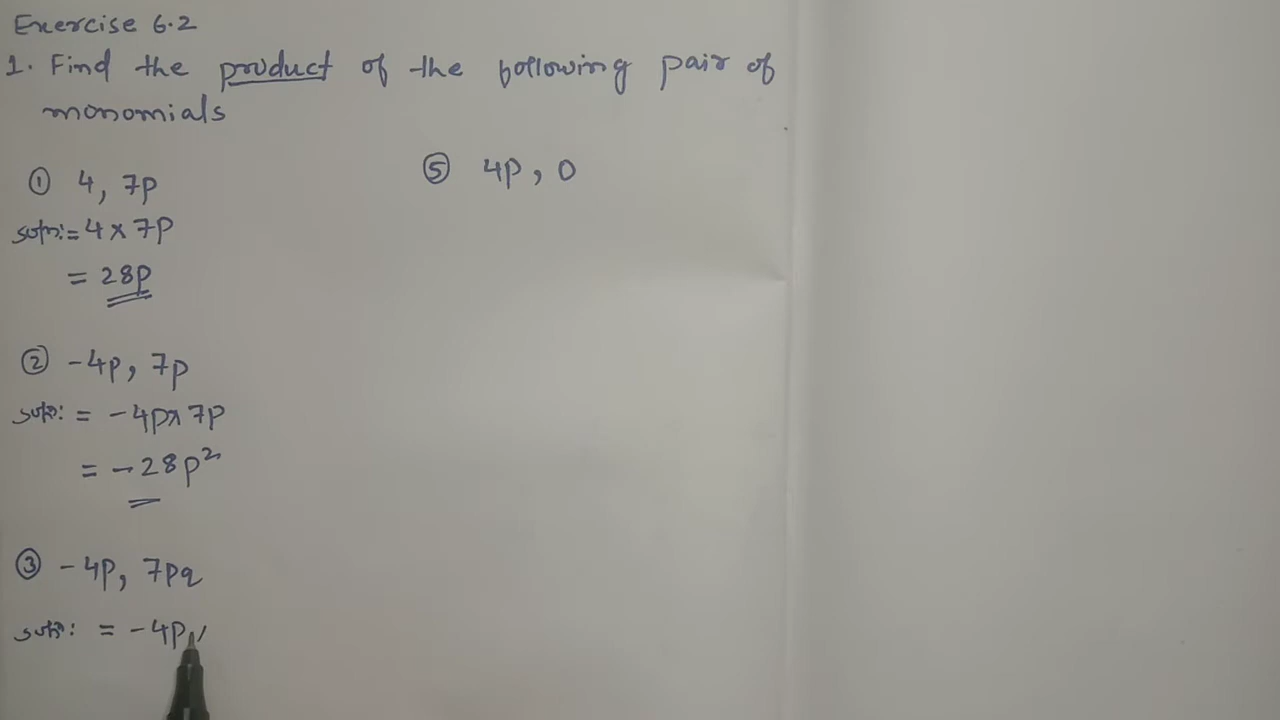 Exercise 6.2
1. Find the product of the following pair of
monomials
① 4, 7p
soln: = 4 × 7p
= 28p
② -4p, 7p
soln: = -4p × 7p
= -28p²
③ -4p, 7pq
soln: = -4p
⑤ 4p, 0